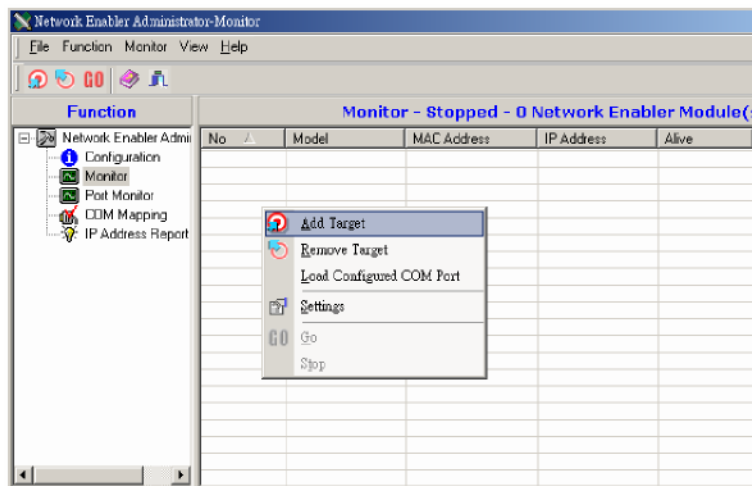 Network Enabler Administrator-Monitor
File Function Monitor View Help
GO
Function
Monitor - Stopped - 0 Network Enabler Module(
Network Enabler Admi
Configuration
Monitor
Port Monitor
COM Mapping
IP Address Report
No Model MAC Address IP Address Alive
Add Target
Remove Target
Load Configured COM Port
Settings
GO Go
Stop